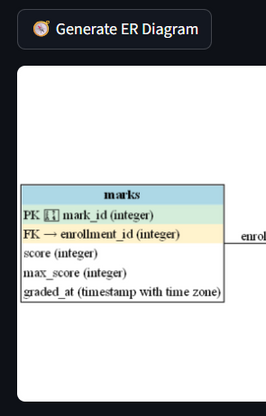 Generate ER Diagram
marks
PK mark_id (integer)
FK → enrollment_id (integer)
enrol
score (integer)
max_score (integer)
graded_at (timestamp with time zone)